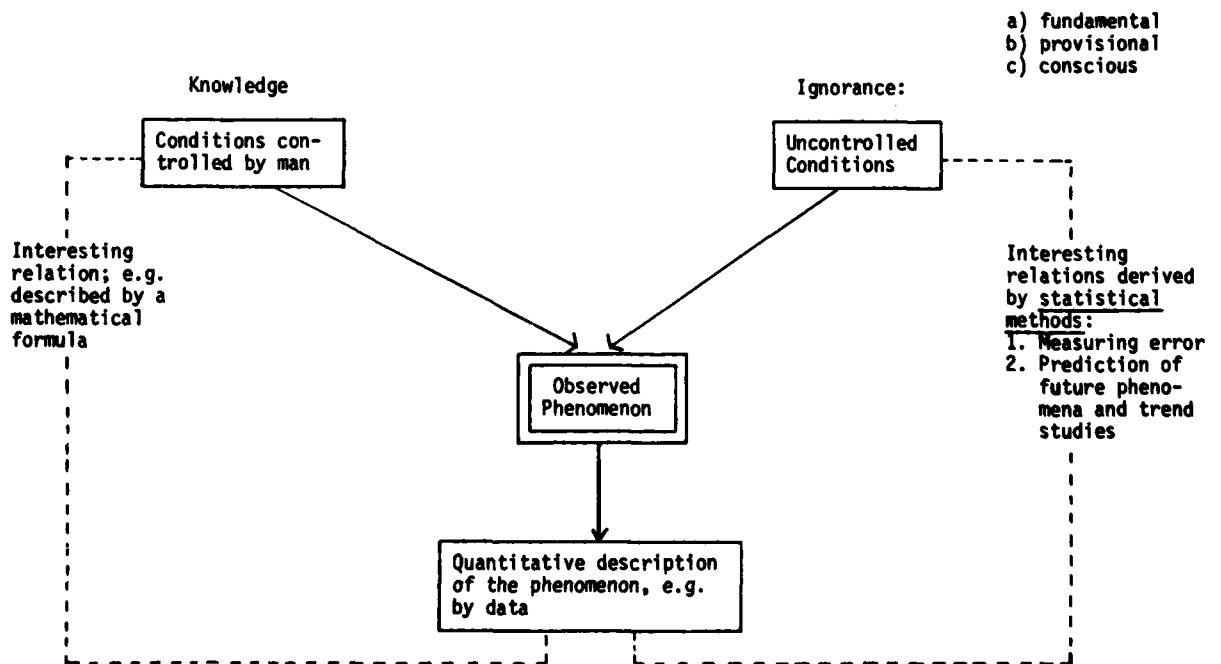 a) fundamental
b) provisional
c) conscious
Knowledge
Ignorance:
Conditions con-
trolled by man
Uncontrolled
Conditions
Interesting
relation; e.g.
described by a
mathematical
formula
Interesting
relations derived
by statistical
methods:
1. Measuring error
2. Prediction of
future pheno-
mena and trend
studies
Observed
Phenomenon
Quantitative description
of the phenomenon, e.g.
by data